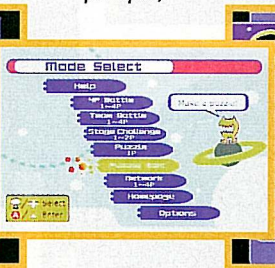 Mode Select
Help
4P Battle
1~4P
Team Battle
1~4P
Stage Challenge
1~2P
Puzzle
1P
Make a puzzle!
Puzzle Edit
Network
1~4P
Homepage
Options
Select
A
Enter